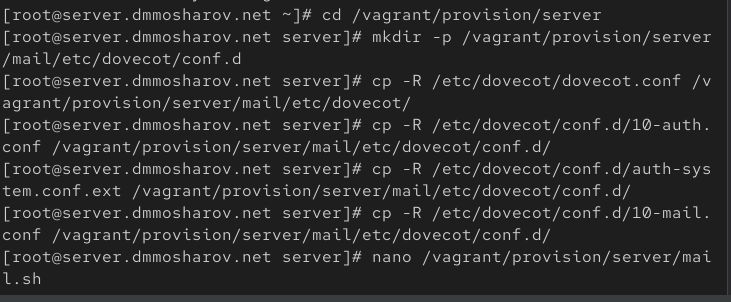 [root@server.dmmosharov.net ~]# cd /vagrant/provision/server
[root@server.dmmosharov.net server]# mkdir -p /vagrant/provision/server
/mail/etc/dovecot/conf.d
[root@server.dmmosharov.net server]# cp -R /etc/dovecot/dovecot.conf /v
agrant/provision/server/mail/etc/dovecot/
[root@server.dmmosharov.net server]# cp -R /etc/dovecot/conf.d/10-auth.
conf /vagrant/provision/server/mail/etc/dovecot/conf.d/
[root@server.dmmosharov.net server]# cp -R /etc/dovecot/conf.d/auth-sys
tem.conf.ext /vagrant/provision/server/mail/etc/dovecot/conf.d/
[root@server.dmmosharov.net server]# cp -R /etc/dovecot/conf.d/10-mail.
conf /vagrant/provision/server/mail/etc/dovecot/conf.d/
[root@server.dmmosharov.net server]# nano /vagrant/provision/server/mai
l.sh